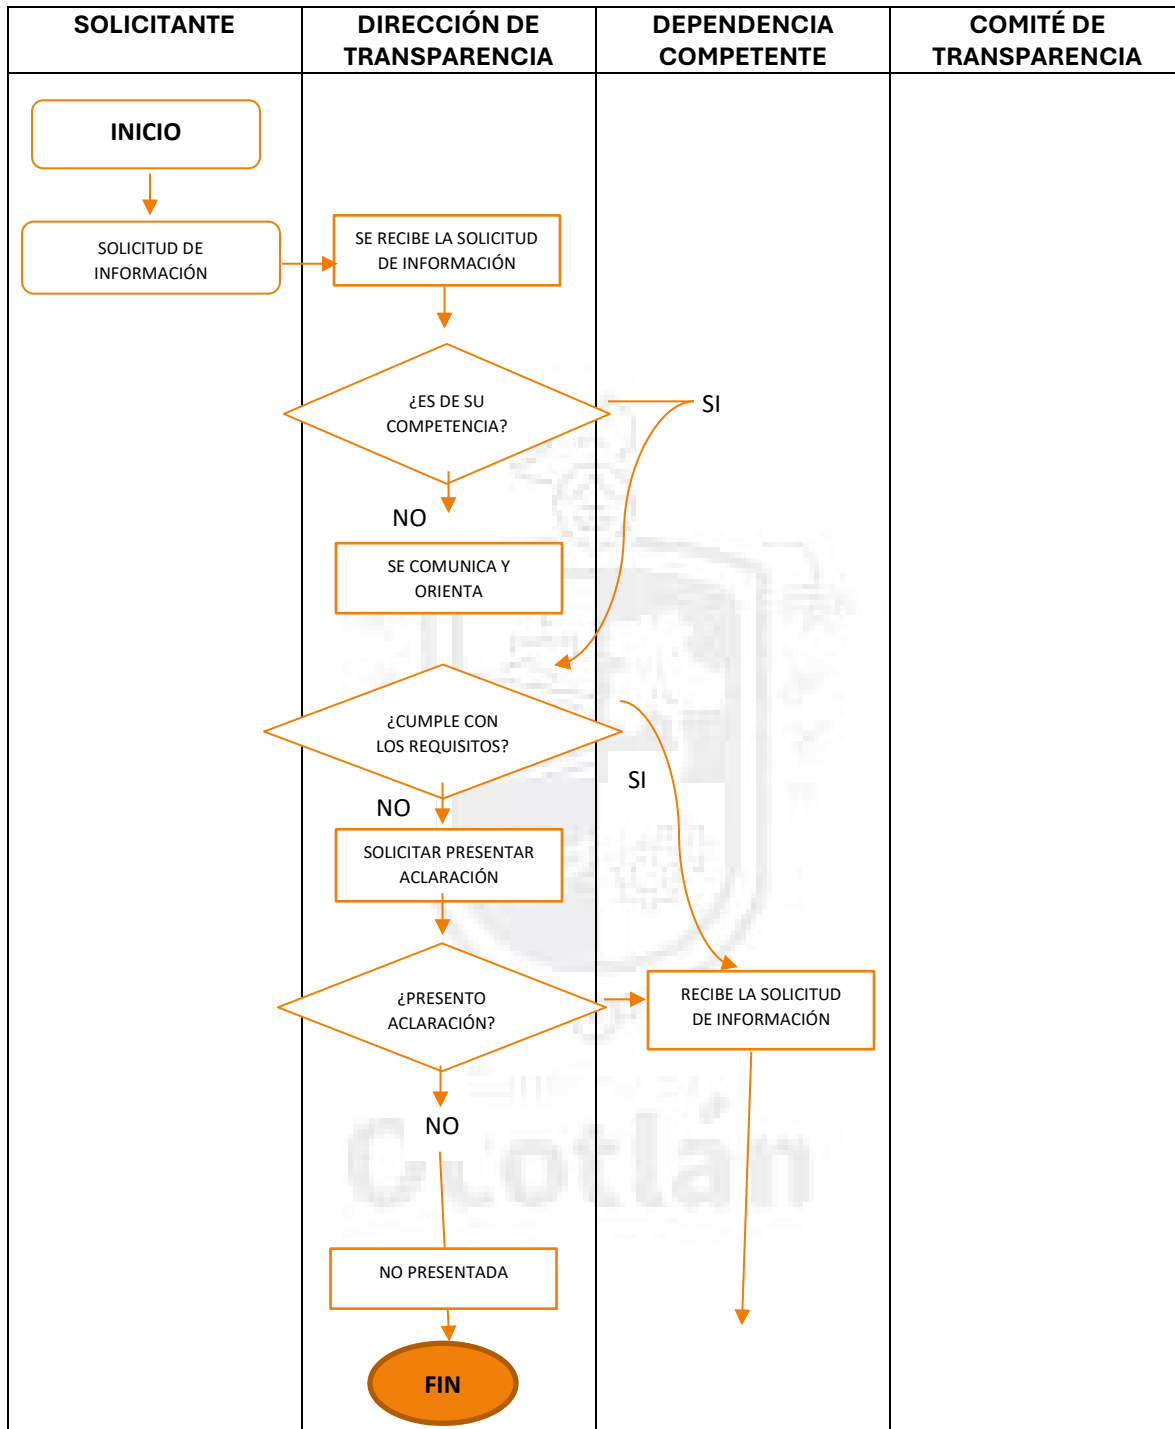 SOLICITANTE
DIRECCIÓN DE
TRANSPARENCIA
DEPENDENCIA
COMPETENTE
COMITÉ DE
TRANSPARENCIA
INICIO
SOLICITUD DE
INFORMACIÓN
SE RECIBE LA SOLICITUD
DE INFORMACIÓN
¿ES DE SU
COMPETENCIA?
SI
NO
SE COMUNICA Y
ORIENTA
¿CUMPLE CON
LOS REQUISITOS?
SI
NO
SOLICITAR PRESENTAR
ACLARACIÓN
¿PRESENTO
ACLARACIÓN?
RECIBE LA SOLICITUD
DE INFORMACIÓN
NO
Ocotlán
NO PRESENTADA
FIN